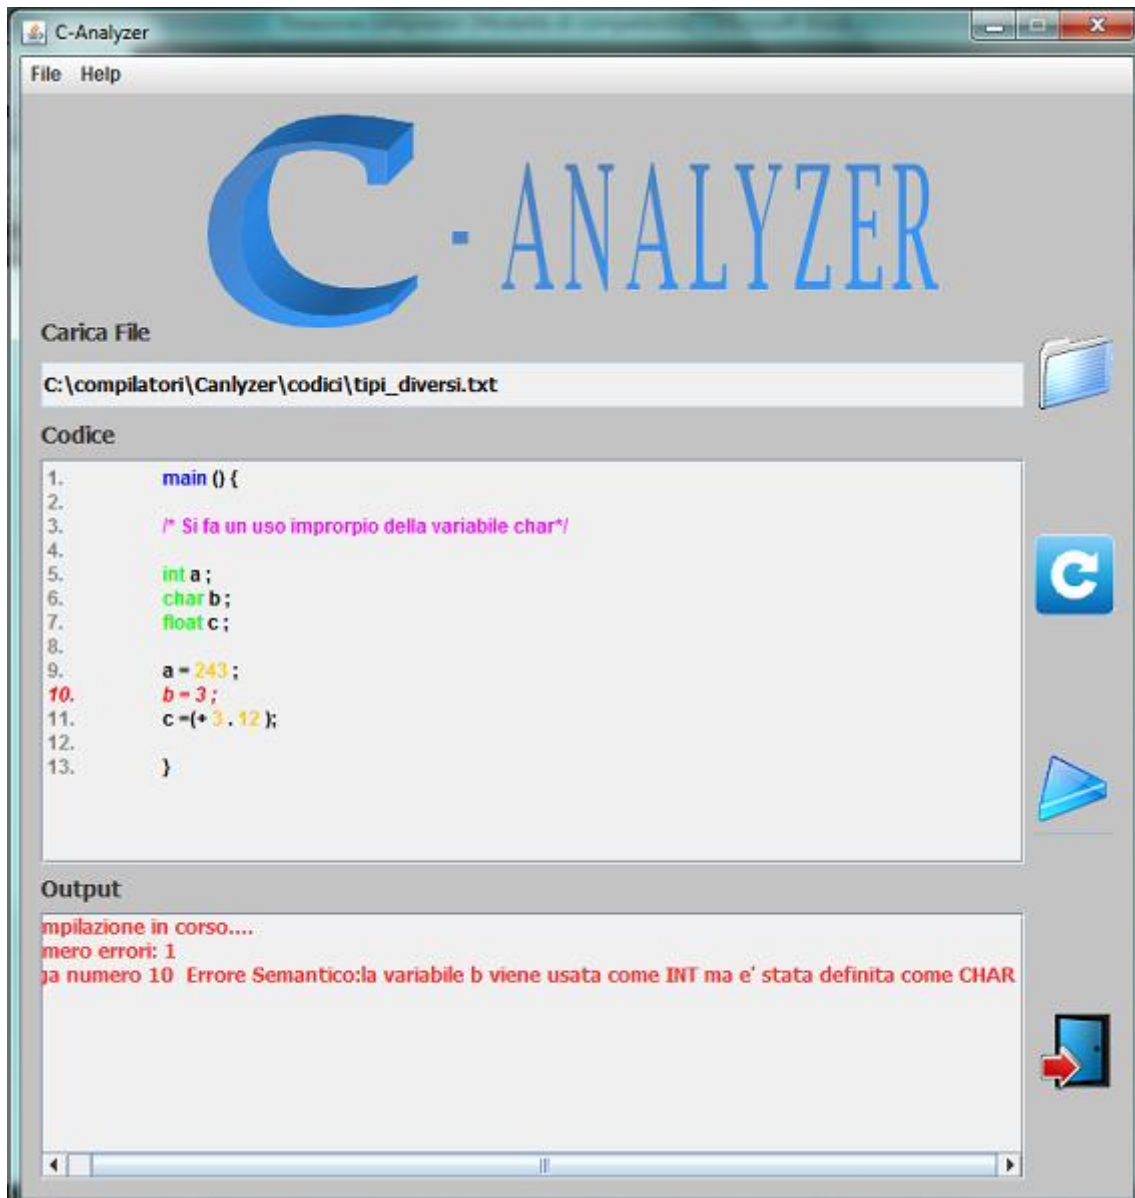 C-Analyzer
File Help
C - ANALYZER
Carica File
C:\compilatori\Canlyzer\codici\tipi_diversi.txt
Codice
1. main () {
2.
3. /* Si fa un uso improrpio della variabile char*/
4.
5. int a ;
6. char b ;
7. float c ;
8.
9. a = 243 ;
10. b = 3 ;
11. c =(+ 3 . 12 );
12.
13. }
Output
mpilazione in corso....
mero errori: 1
ga numero 10 Errore Semantico:la variabile b viene usata come INT ma e' stata definita come CHAR